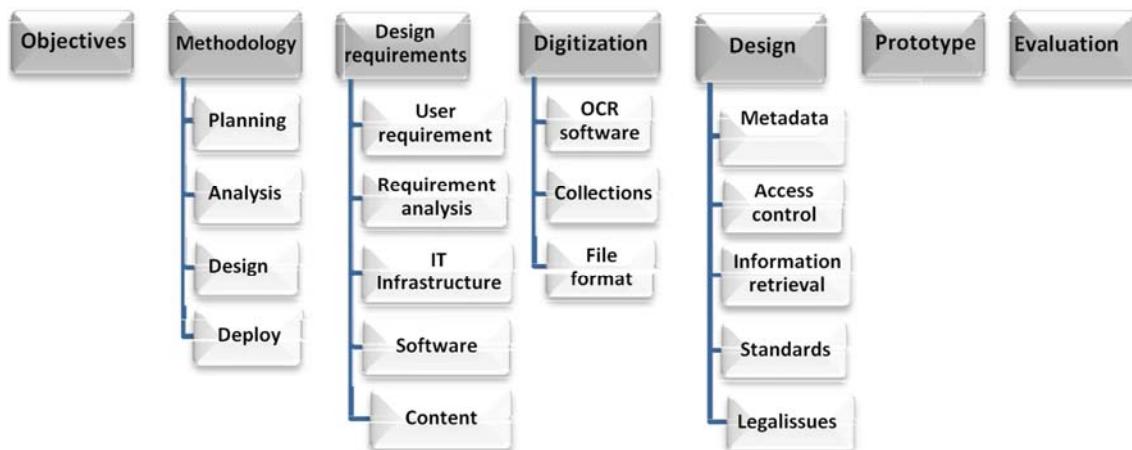 Objectives
Methodology
Planning
Analysis
Design
Deploy
Design
requirements
User
requirement
Requirement
analysis
IT
Infrastructure
Software
Content
Digitization
OCR
software
Collections
File
format
Design
Metadata
Access
control
Information
retrieval
Standards
Legalissues
Prototype
Evaluation